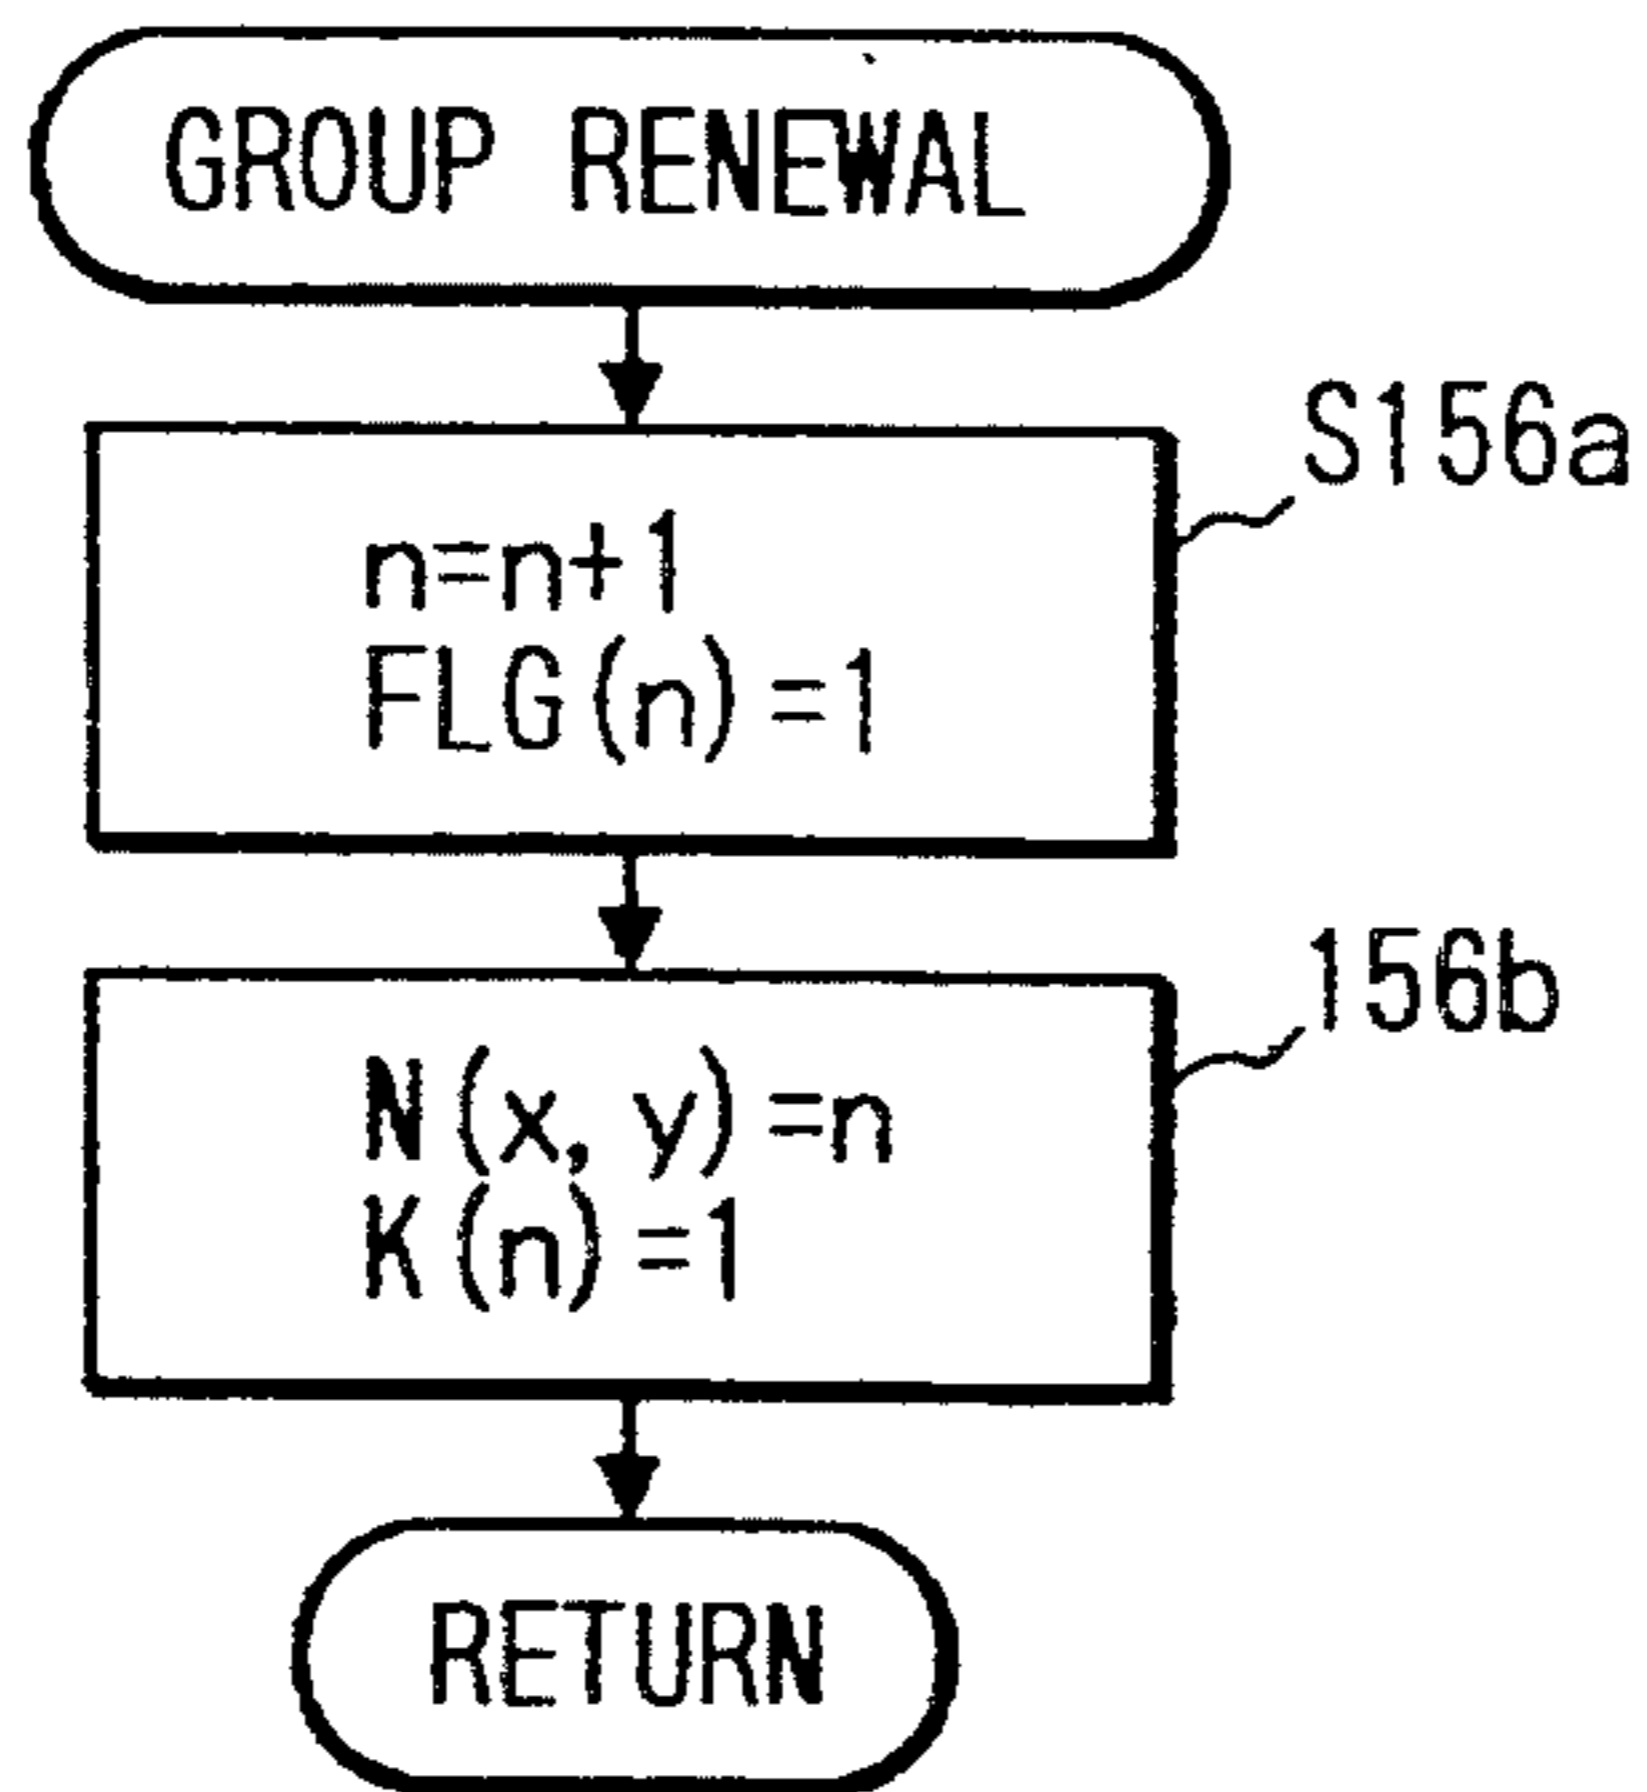 GROUP RENEWAL
S156a
n=n+1
FLG(n)=1
156b
N(x, y)=n
K(n)=1
RETURN